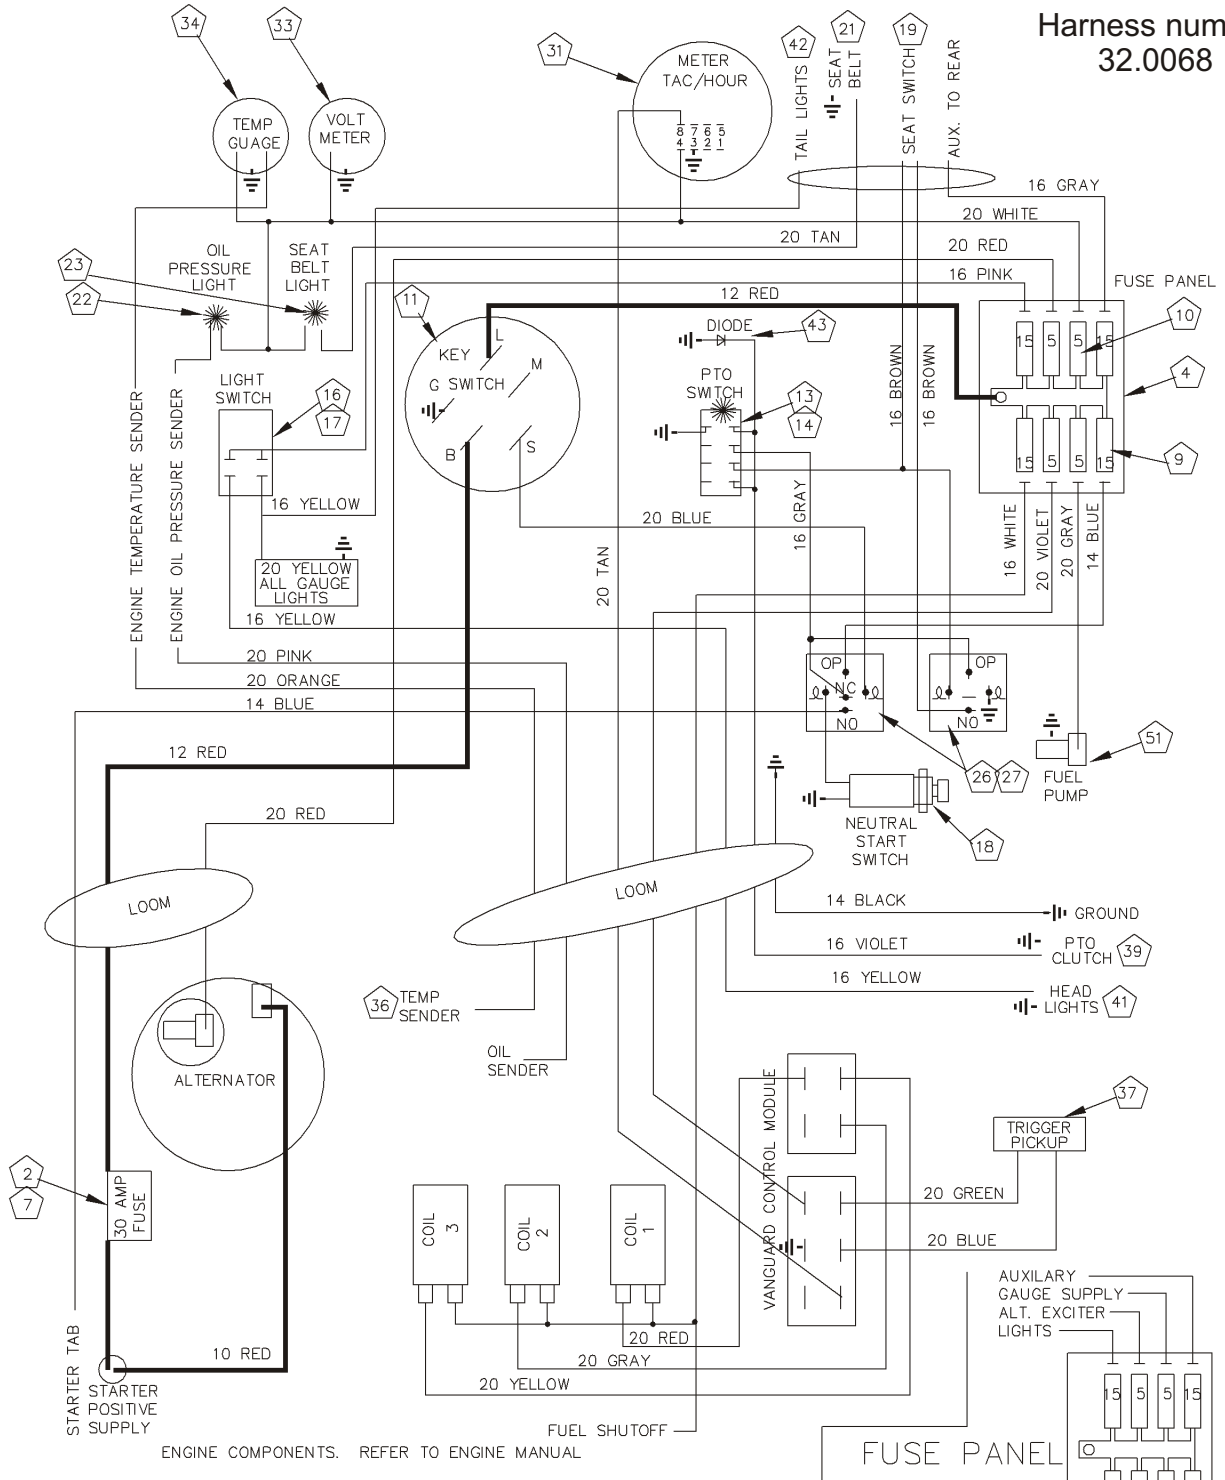 Harness num
32.0068
34
33
31
42
21
19
TEMP
GUAGE
VOLT
METER
METER
TAC/HOUR
8 7 6 5
4 3 2 1
TAIL LIGHTS
SEAT
BELT
SEAT SWITCH
AUX. TO REAR
16 GRAY
20 WHITE
20 TAN
20 RED
16 PINK
12 RED
FUSE PANEL
23
22
OIL
PRESSURE
LIGHT
SEAT
BELT
LIGHT
11
KEY
SWITCH
L
M
G
B
S
DIODE
43
PTO
SWITCH
13
14
16 BROWN
16 BROWN
15 5 5 15
10
4
15 5 5 15
9
LIGHT
SWITCH
16
17
ENGINE TEMPERATURE SENDER
ENGINE OIL PRESSURE SENDER
16 YELLOW
20 YELLOW
ALL GAUGE
LIGHTS
16 YELLOW
20 BLUE
20 TAN
16 GRAY
16 WHITE
20 VIOLET
20 GRAY
14 BLUE
20 PINK
20 ORANGE
14 BLUE
12 RED
OP
NC
NO
OP
NO
26
27
51
FUEL
PUMP
NEUTRAL
START
SWITCH
18
20 RED
LOOM
LOOM
14 BLACK
GROUND
16 VIOLET
PTO
CLUTCH
39
16 YELLOW
HEAD
LIGHTS
41
36
TEMP
SENDER
OIL
SENDER
ALTERNATOR
VANGUARD CONTROL MODULE
37
TRIGGER
PICKUP
20 GREEN
20 BLUE
2
7
30 AMP
FUSE
COIL
3
COIL
2
COIL
1
20 RED
20 GRAY
20 YELLOW
10 RED
STARTER TAB
STARTER
POSITIVE
SUPPLY
FUEL SHUTOFF
ENGINE COMPONENTS. REFER TO ENGINE MANUAL
AUXILARY
GAUGE SUPPLY
ALT. EXCITER
LIGHTS
15 5 5 15
FUSE PANEL